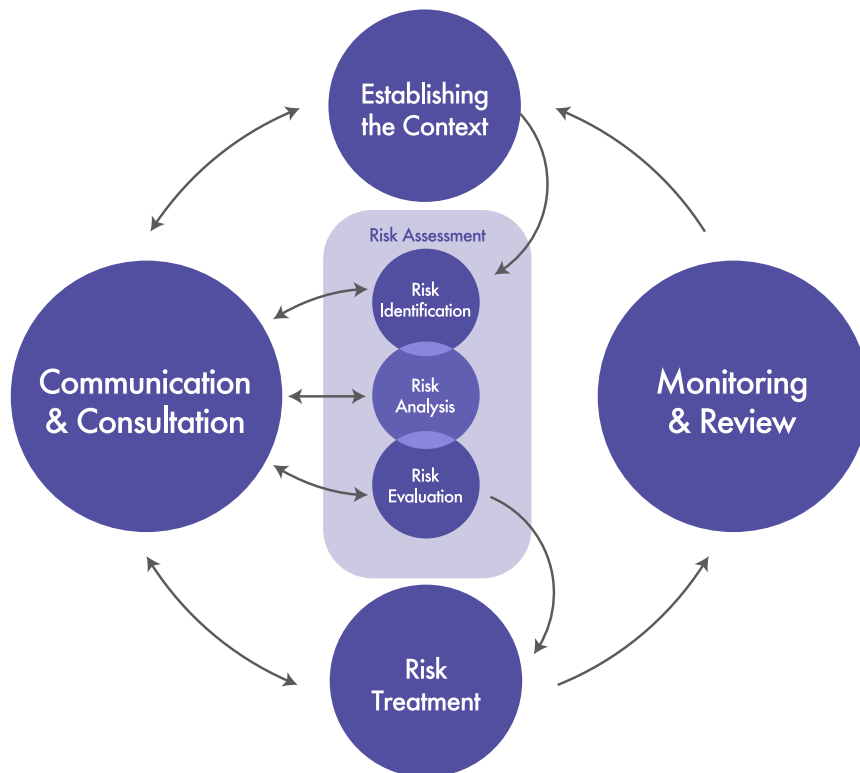 Establishing
the Context
Risk Assessment
Risk
Identification
Risk
Analysis
Risk
Evaluation
Communication
& Consultation
Monitoring
& Review
Risk
Treatment